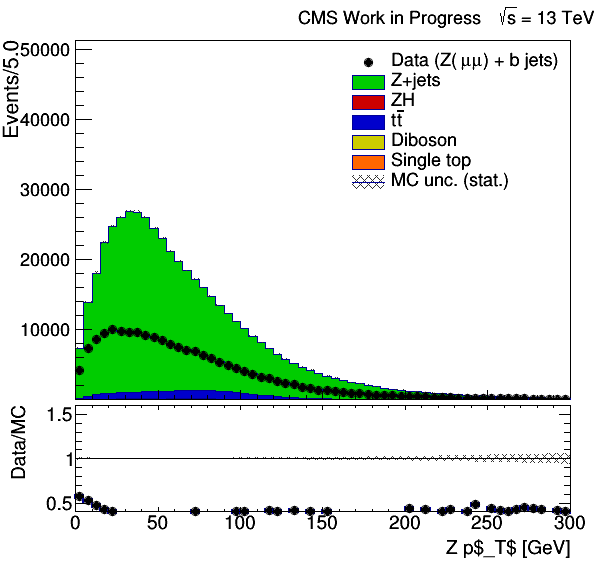 CMS Work in Progress √s = 13 TeV
Events/5.0
50000
40000
30000
20000
10000
Data (Z( μμ) + b jets)
Z+jets
ZH
tt̅
Diboson
Single top
MC unc. (stat.)
Data/MC
1.5
1
0.5
0 50 100 150 200 250 300
Z p$_T$ [GeV]